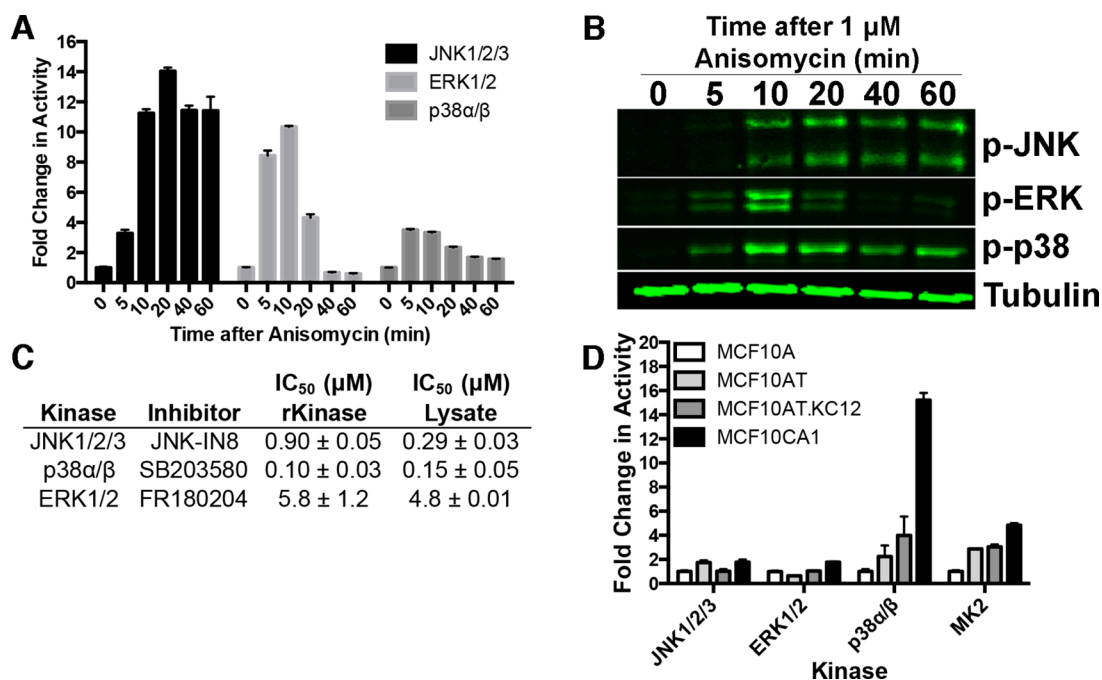 A
16
14
12
10
8
6
4
2
0
Fold Change in Activity
JNK1/2/3
ERK1/2
p38α/β
0 5 10 20 40 60 0 5 10 20 40 60 0 5 10 20 40 60
Time after Anisomycin (min)
B
Time after 1 μM
Anisomycin (min)
0 5 10 20 40 60
p-JNK
p-ERK
p-p38
Tubulin
C
IC50 (μM) IC50 (μM)
Kinase Inhibitor rKinase Lysate
JNK1/2/3 JNK-IN8 0.90 ± 0.05 0.29 ± 0.03
p38α/β SB203580 0.10 ± 0.03 0.15 ± 0.05
ERK1/2 FR180204 5.8 ± 1.2 4.8 ± 0.01
D
20
18
16
14
12
10
8
6
4
2
0
Fold Change in Activity
MCF10A
MCF10AT
MCF10AT.KC12
MCF10CA1
JNK1/2/3 ERK1/2 p38α/β MK2
Kinase